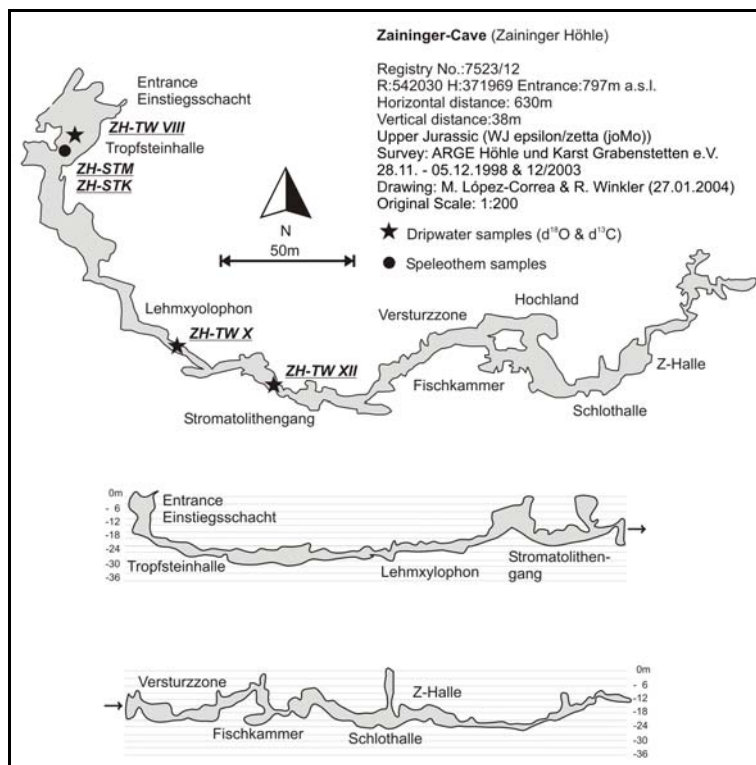 Zaininger-Cave (Zaininger Höhle)
Registry No.:7523/12
R:542030 H:371969 Entrance:797m a.s.l.
Horizontal distance: 630m
Vertical distance:38m
Upper Jurassic (WJ epsilon/zetta (joMo))
Survey: ARGE Höhle und Karst Grabenstetten e.V.
28.11. - 05.12.1998 & 12/2003
Drawing: M. López-Correa & R. Winkler (27.01.2004)
Original Scale: 1:200
Dripwater samples (d¹⁸O & d¹³C)
Speleothem samples
Entrance
Einstiegsschacht
ZH-TW VIII
Tropfsteinhalle
ZH-STM
ZH-STK
N
50m
Lehmxyolophon
ZH-TW X
ZH-TW XII
Stromatolithengang
Versturzzone
Hochland
Fischkammer
Z-Halle
Schlothalle
0m
- 6
-12
-18
-24
-30
-36
Entrance
Einstiegsschacht
Tropfsteinhalle
Lehmxylophon
Stromatolithen-
gang
Versturzzone
Fischkammer
Schlothalle
Z-Halle
0m
- 6
-12
-18
-24
-30
-36